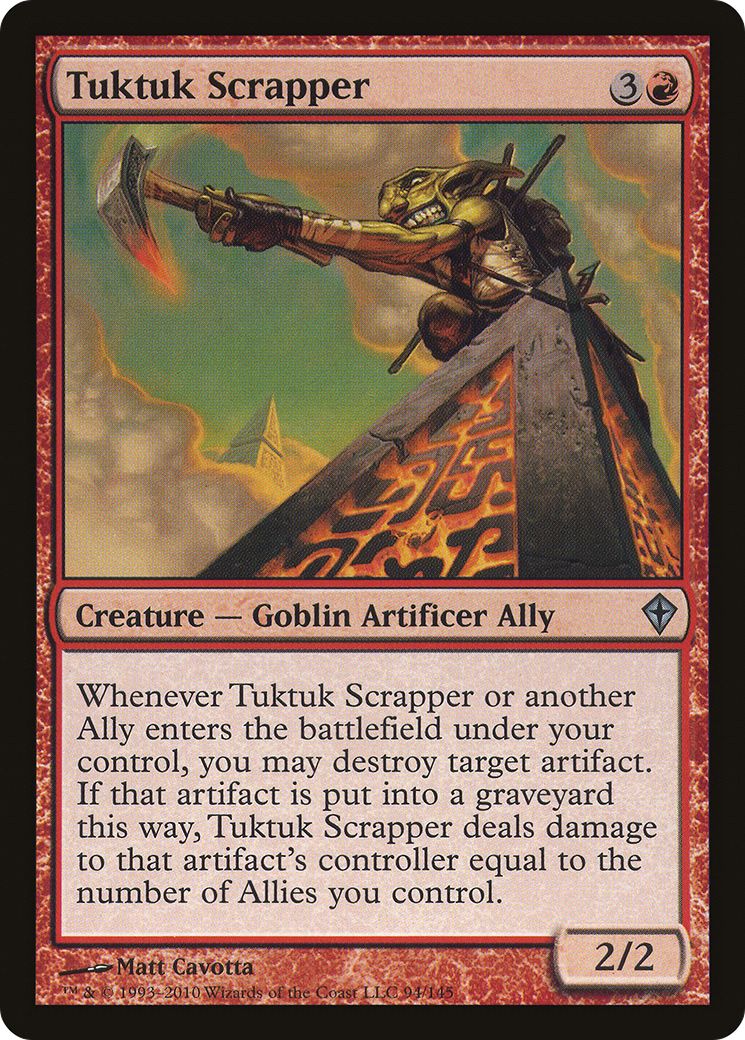 Tuktuk Scrapper 3
Creature — Goblin Artificer Ally
Whenever Tuktuk Scrapper or another
Ally enters the battlefield under your
control, you may destroy target artifact.
If that artifact is put into a graveyard
this way, Tuktuk Scrapper deals damage
to that artifact's controller equal to the
number of Allies you control.
2/2
Matt Cavotta
™ & © 1993–2010 Wizards of the Coast LLC 94/145